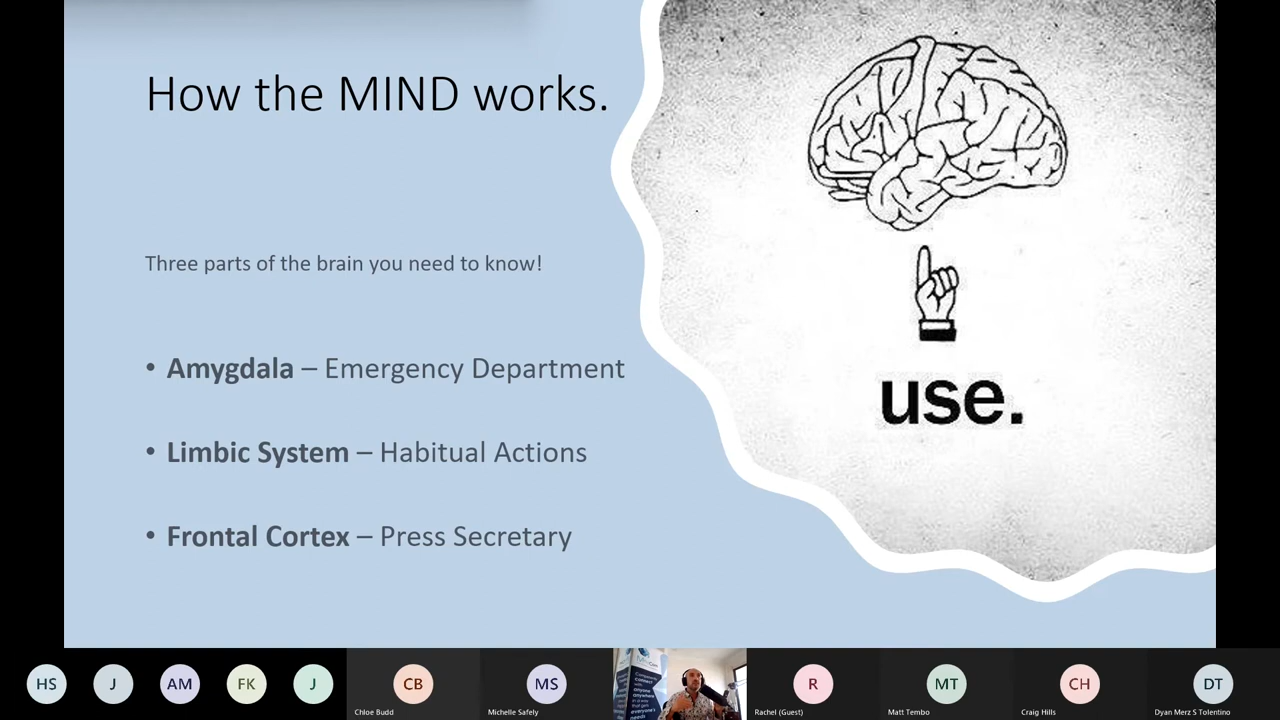 How the MIND works.
Three parts of the brain you need to know!
• Amygdala – Emergency Department
• Limbic System – Habitual Actions
• Frontal Cortex – Press Secretary
use.
HS
J
AM
FK
J
CB
Chloe Budd
MS
Michelle Safely
R
Rachel (Guest)
MT
Matt Tembo
CH
Craig Hills
DT
Dyan Merz S Tolentino